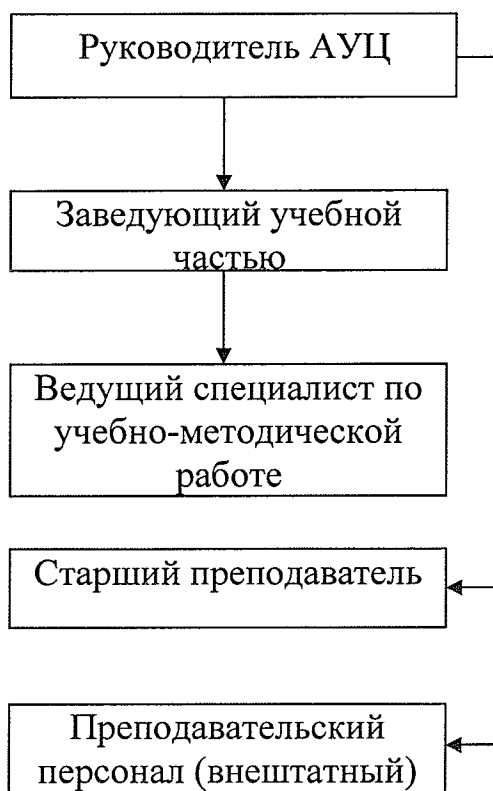 Руководитель АУЦ
Заведующий учебной
частью
Ведущий специалист по
учебно-методической
работе
Старший преподаватель
Преподавательский
персонал (внештатный)